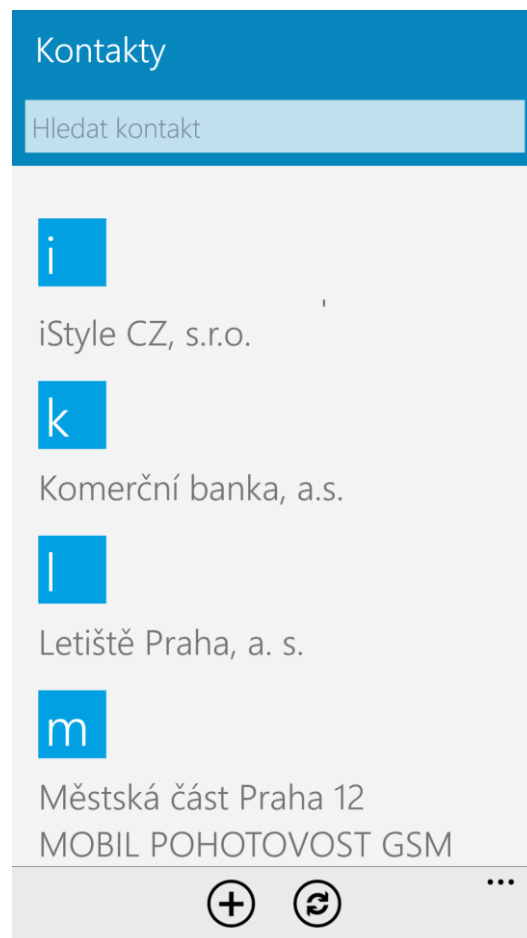 Kontakty
Hledat kontakt
i
iStyle CZ, s.r.o.
k
Komerční banka, a.s.
l
Letiště Praha, a. s.
m
Městská část Praha 12
MOBIL POHOTOVOST GSM